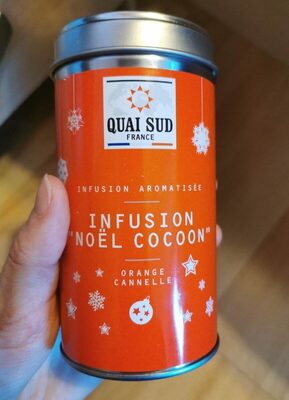 QUAI SUD
FRANCE
INFUSION AROMATISÉE
INFUSION
"NOËL COCOON"
ORANGE
CANNELLE